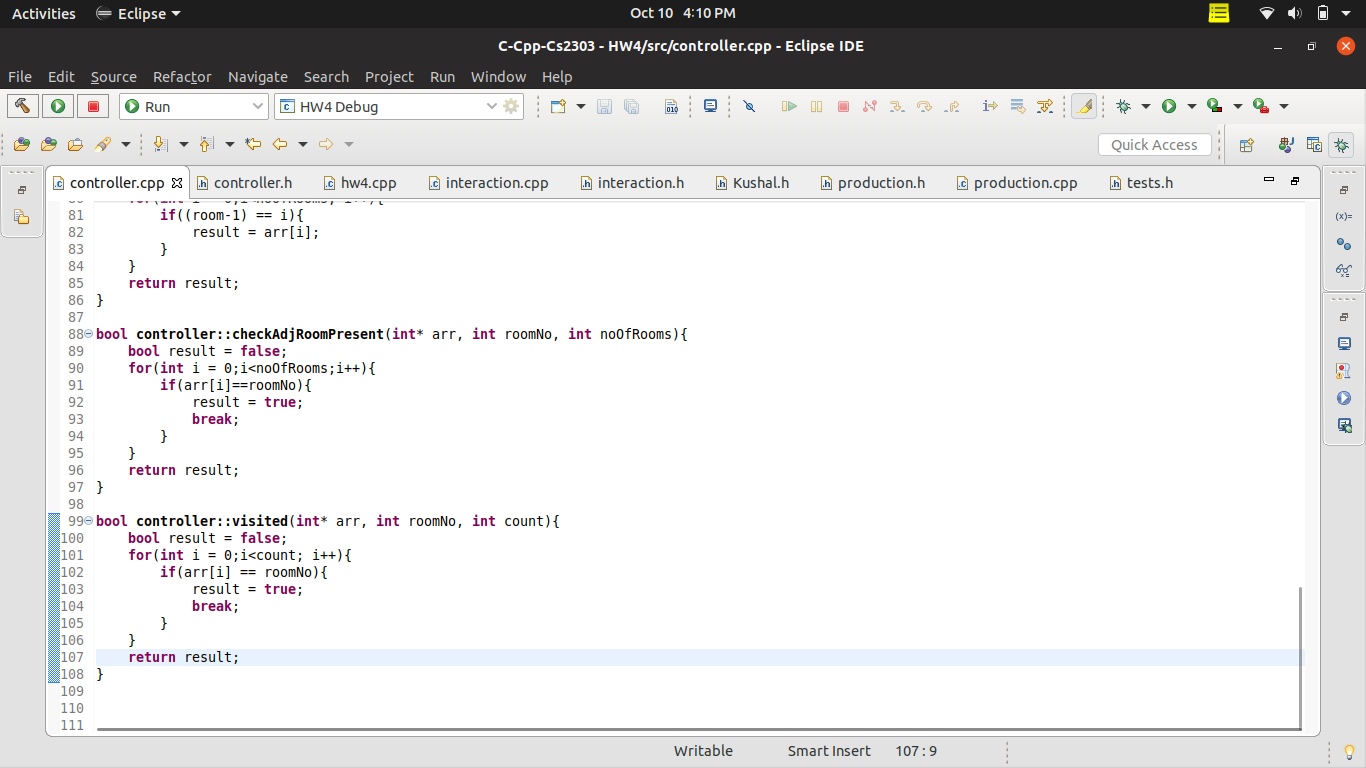 Activities Eclipse Oct 10 4:10 PM
C-Cpp-Cs2303 - HW4/src/controller.cpp - Eclipse IDE
File Edit Source Refactor Navigate Search Project Run Window Help
Run HW4 Debug
Quick Access
controller.cpp controller.h hw4.cpp interaction.cpp interaction.h Kushal.h production.h production.cpp tests.h
81 if((room-1) == i){
82 result = arr[i];
83 }
84 }
85 return result;
86 }
87
88 bool controller::checkAdjRoomPresent(int* arr, int roomNo, int noOfRooms){
89 bool result = false;
90 for(int i = 0;i<noOfRooms;i++){
91 if(arr[i]==roomNo){
92 result = true;
93 break;
94 }
95 }
96 return result;
97 }
98
99 bool controller::visited(int* arr, int roomNo, int count){
100 bool result = false;
101 for(int i = 0;i<count; i++){
102 if(arr[i] == roomNo){
103 result = true;
104 break;
105 }
106 }
107 return result;
108 }
109
110
111
Writable Smart Insert 107 : 9